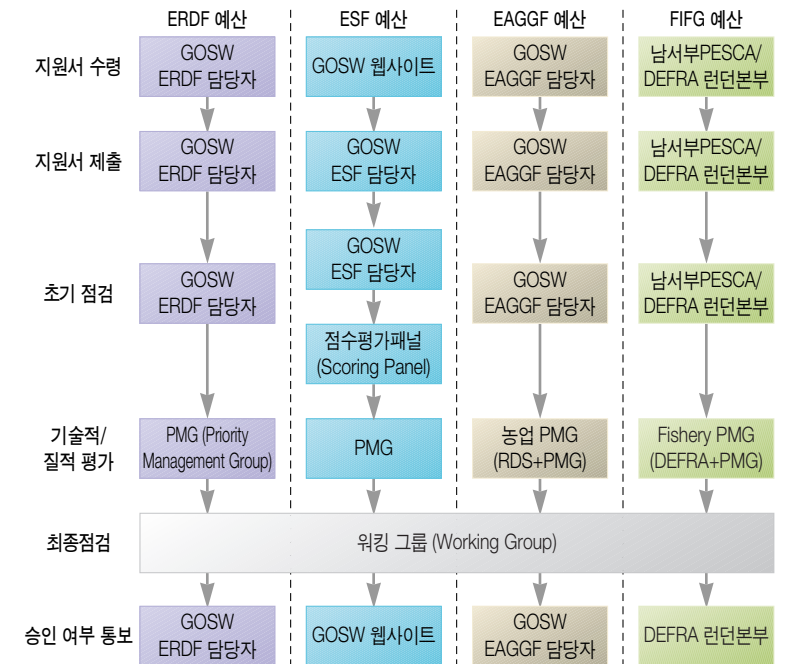 ERDF 예산
ESF 예산
EAGGF 예산
FIFG 예산
지원서 수령
GOSW
ERDF 담당자
GOSW 웹사이트
GOSW
EAGGF 담당자
남서부PESCA/
DEFRA 런던본부
지원서 제출
GOSW
ERDF 담당자
GOSW
ESF 담당자
GOSW
EAGGF 담당자
남서부PESCA/
DEFRA 런던본부
초기 점검
GOSW
ERDF 담당자
GOSW
ESF 담당자
점수평가패널
(Scoring Panel)
GOSW
EAGGF 담당자
남서부PESCA/
DEFRA 런던본부
기술적/
질적 평가
PMG (Priority
Management Group)
PMG
농업 PMG
(RDS+PMG)
Fishery PMG
(DEFRA+PMG)
최종점검
워킹 그룹 (Working Group)
승인 여부 통보
GOSW
ERDF 담당자
GOSW 웹사이트
GOSW
EAGGF 담당자
DEFRA 런던본부